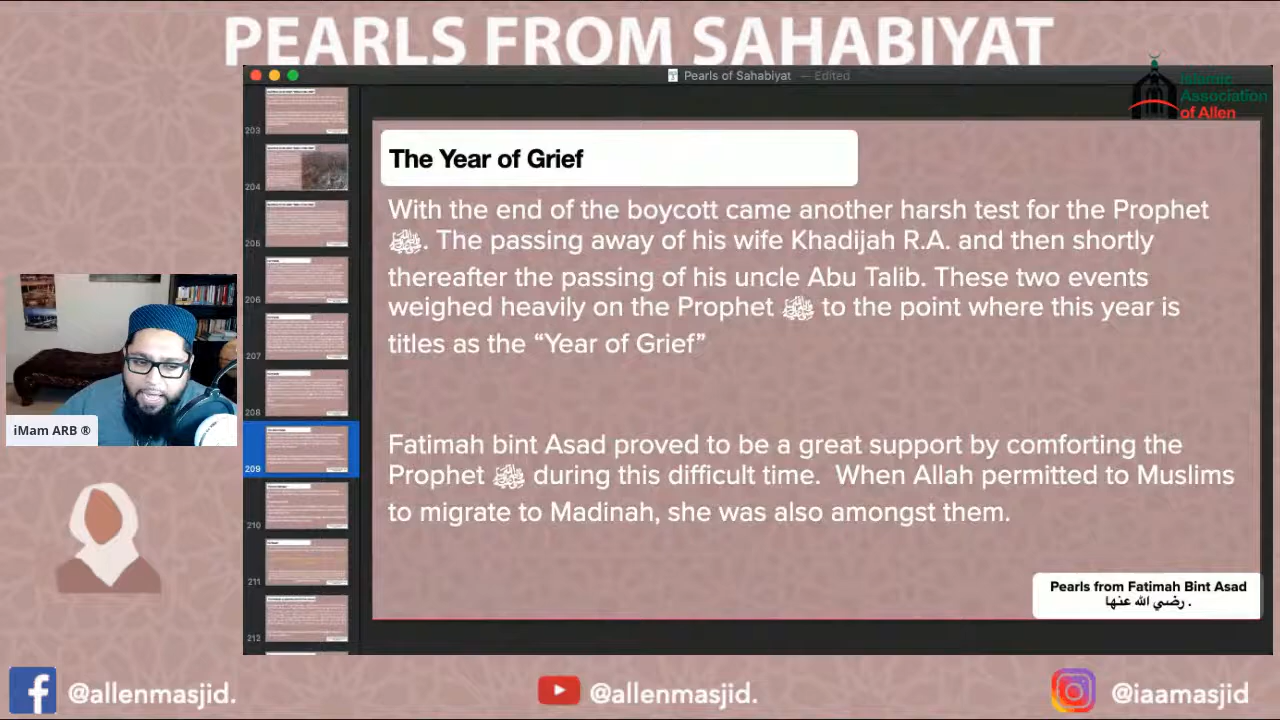 PEARLS FROM SAHABIYAT
Pearls of Sahabiyat — Edited
Islamic
Association
of Allen
The Year of Grief
With the end of the boycott came another harsh test for the Prophet
ﷺ. The passing away of his wife Khadijah R.A. and then shortly
thereafter the passing of his uncle Abu Talib. These two events
weighed heavily on the Prophet ﷺ to the point where this year is
titles as the “Year of Grief”
Fatimah bint Asad proved to be a great support by comforting the
Prophet ﷺ during this difficult time. When Allah permitted to Muslims
to migrate to Madinah, she was also amongst them.
Pearls from Fatimah Bint Asad
رضي الله عنها .
203
204
205
206
207
208
209
210
211
212
iMam ARB ®
@allenmasjid.
@allenmasjid.
@iaamasjid